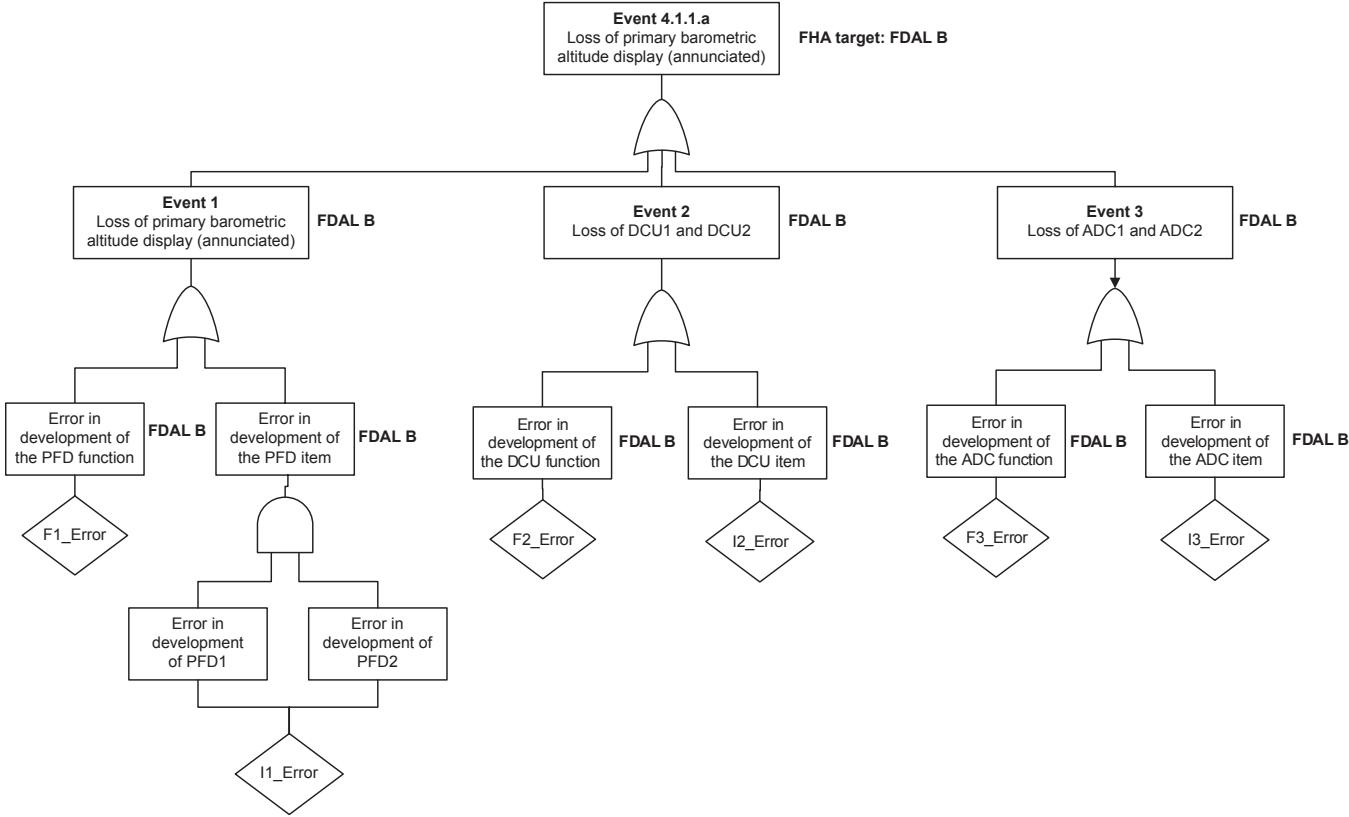 Event 4.1.1.a
Loss of primary barometric
altitude display (annunciated)
FHA target: FDAL B
Event 1
Loss of primary barometric
altitude display (annunciated)
FDAL B
Event 2
Loss of DCU1 and DCU2
FDAL B
Event 3
Loss of ADC1 and ADC2
FDAL B
Error in
development of
the PFD function
FDAL B
Error in
development of
the PFD item
FDAL B
Error in
development of
the DCU function
FDAL B
Error in
development of
the DCU item
FDAL B
Error in
development of
the ADC function
FDAL B
Error in
development of
the ADC item
FDAL B
F1_Error
F2_Error
I2_Error
F3_Error
I3_Error
Error in
development
of PFD1
Error in
development of
PFD2
I1_Error